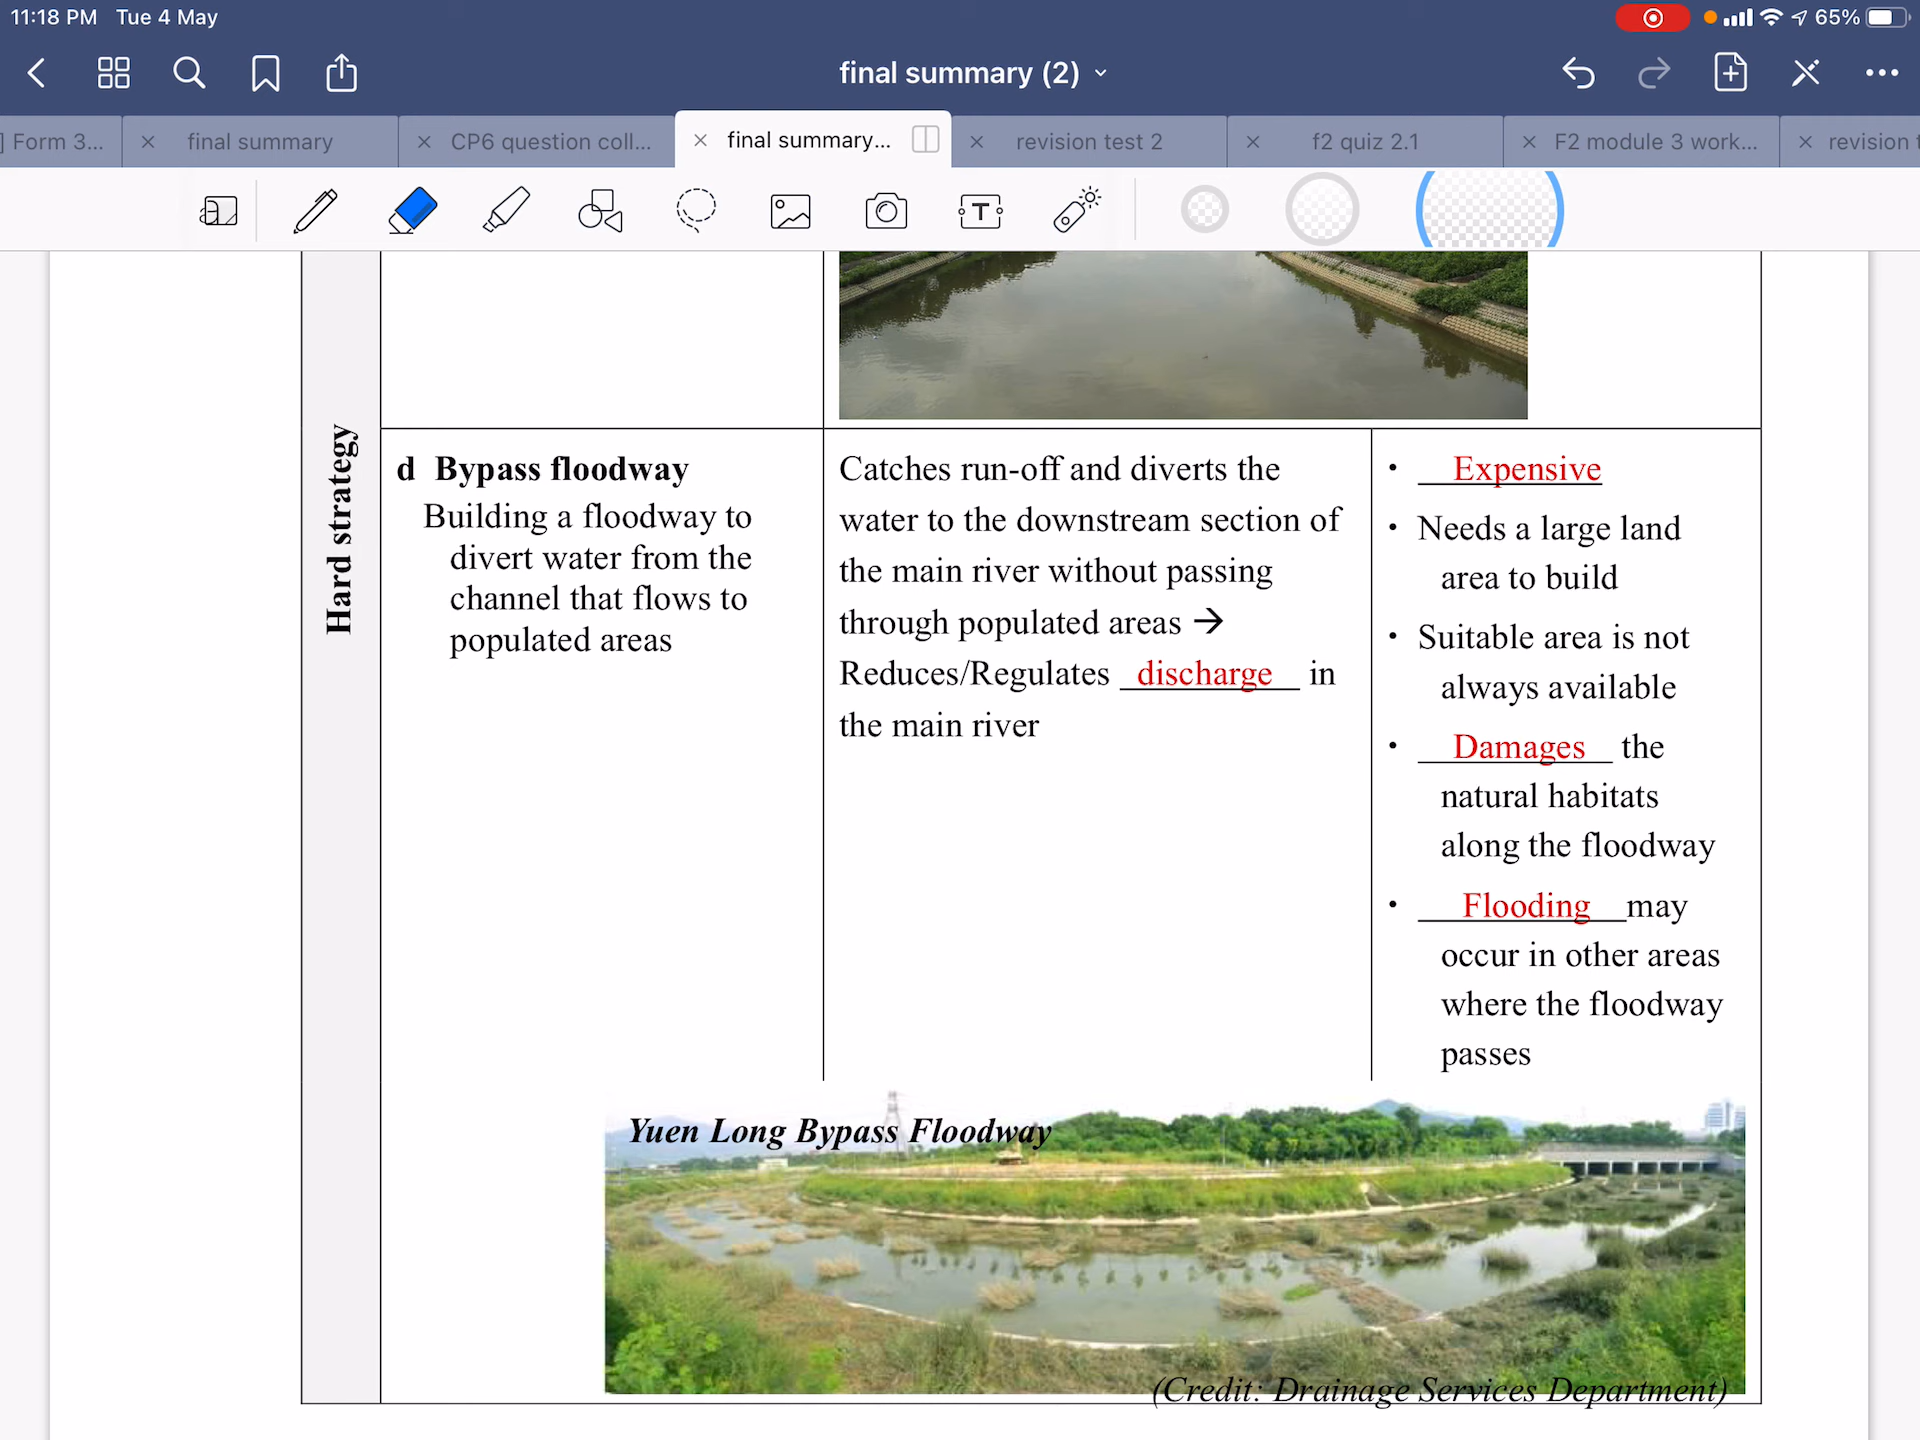 11:18 PM Tue 4 May
65%
final summary (2)
] Form 3...
final summary
CP6 question coll...
final summary...
revision test 2
f2 quiz 2.1
F2 module 3 work...
revision t
Hard strategy
d Bypass floodway
Building a floodway to
divert water from the
channel that flows to
populated areas
Catches run-off and diverts the
water to the downstream section of
the main river without passing
through populated areas →
Reduces/Regulates discharge in
the main river
• Expensive
• Needs a large land
area to build
• Suitable area is not
always available
• Damages the
natural habitats
along the floodway
• Flooding may
occur in other areas
where the floodway
passes
Yuen Long Bypass Floodway
(Credit: Drainage Services Department)